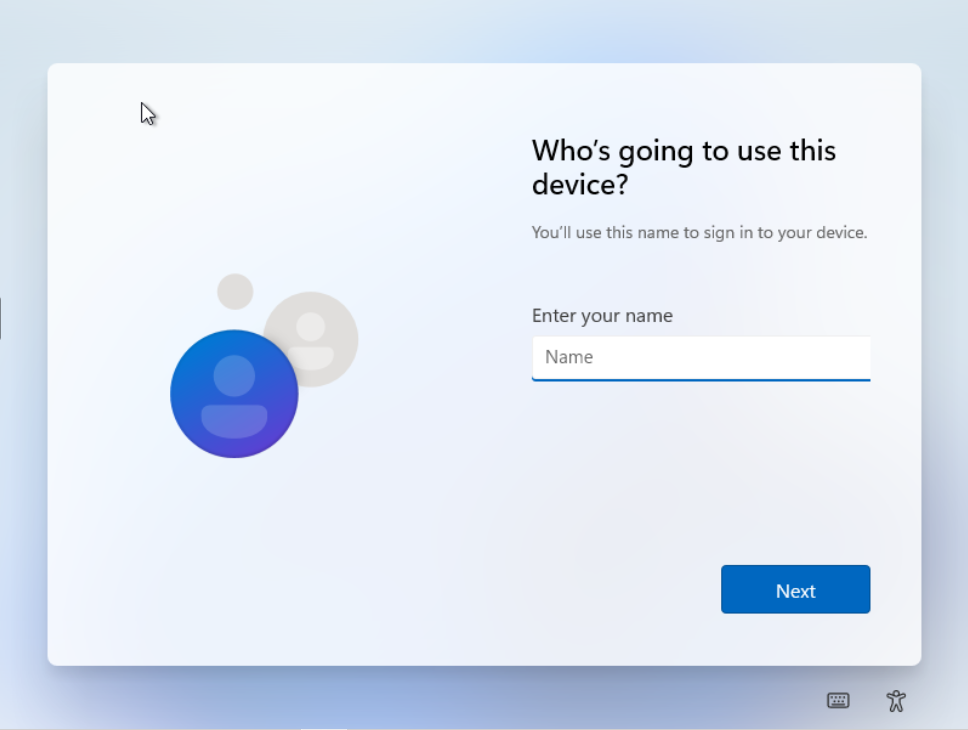 Who’s going to use this
device?
You’ll use this name to sign in to your device.
Enter your name
Name
Next